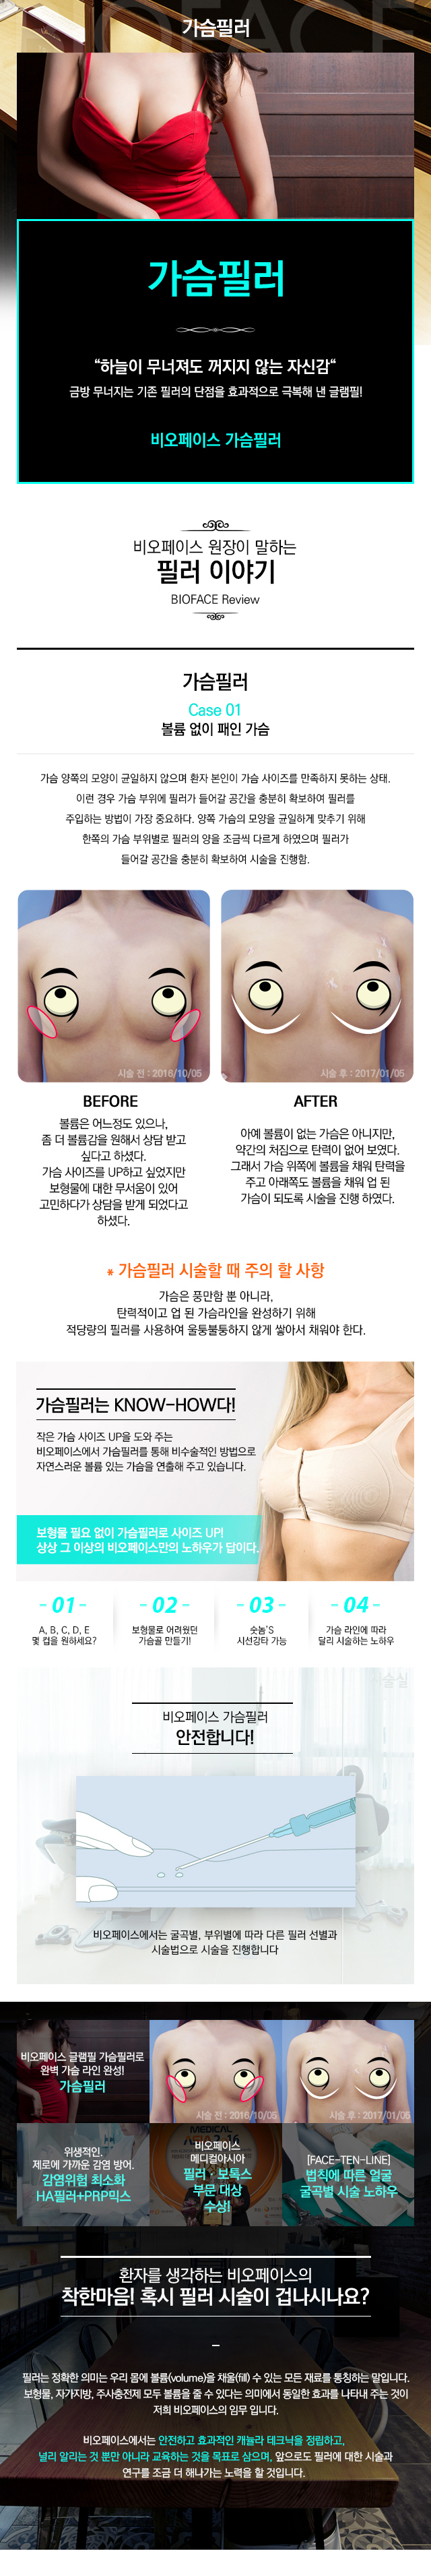 BIOFACE
가슴필러
가슴필러
“하늘이 무너져도 꺼지지 않는 자신감“
금방 무너지는 기존 필러의 단점을 효과적으로 극복해 낸 글램필!
비오페이스 가슴필러
비오페이스 원장이 말하는
필러 이야기
BIOFACE Review
가슴필러
Case 01
볼륨 없이 패인 가슴
가슴 양쪽의 모양이 균일하지 않으며 환자 본인이 가슴 사이즈를 만족하지 못하는 상태.
이런 경우 가슴 부위에 필러가 들어갈 공간을 충분히 확보하여 필러를
주입하는 방법이 가장 중요하다. 양쪽 가슴의 모양을 균일하게 맞추기 위해
한쪽의 가슴 부위별로 필러의 양을 조금씩 다르게 하였으며 필러가
들어갈 공간을 충분히 확보하여 시술을 진행함.
시술 전 : 2016/10/05
시술 후 : 2017/01/05
BEFORE
볼륨은 어느정도 있으나,
좀 더 볼륨감을 원해서 상담 받고
싶다고 하셨다.
가슴 사이즈를 UP하고 싶었지만
보형물에 대한 무서움이 있어
고민하다가 상담을 받게 되었다고
하셨다.
AFTER
아예 볼륨이 없는 가슴은 아니지만,
약간의 처짐으로 탄력이 없어 보였다.
그래서 가슴 위쪽에 볼륨을 채워 탄력을
주고 아래쪽도 볼륨을 채워 업 된
가슴이 되도록 시술을 진행 하였다.
* 가슴필러 시술할 때 주의 할 사항
가슴은 풍만함 뿐 아니라,
탄력적이고 업 된 가슴라인을 완성하기 위해
적당량의 필러를 사용하여 울퉁불퉁하지 않게 쌓아서 채워야 한다.
가슴필러는 KNOW-HOW다!
작은 가슴 사이즈 UP을 도와 주는
비오페이스에서 가슴필러를 통해 비수술적인 방법으로
자연스러운 볼륨 있는 가슴을 연출해 주고 있습니다.
보형물 필요 없이 가슴필러로 사이즈 UP!
상상 그 이상의 비오페이스만의 노하우가 답이다.
- 01 -
A, B, C, D, E
몇 컵을 원하세요?
- 02 -
보형물로 어려웠던
가슴골 만들기!
- 03 -
숫놈'S
시선강타 가능
- 04 -
가슴 라인에 따라
달리 시술하는 노하우
비오페이스 가슴필러
안전합니다!
비오페이스에서는 굴곡별, 부위별에 따라 다른 필러 선별과
시술법으로 시술을 진행합니다
비오페이스 글램필 가슴필러로
완벽 가슴 라인 완성!
가슴필러
시술 전 : 2016/10/05
시술 후 : 2017/01/05
위생적인.
제로에 가까운 감염 방어.
감염위험 최소화
HA필러+PRP믹스
비오페이스
메디컬아시아
필러 · 보톡스
부문 대상
수상!
[FACE-TEN-LINE]
법칙에 따른 얼굴
굴곡별 시술 노하우
환자를 생각하는 비오페이스의
착한마음! 혹시 필러 시술이 겁나시나요?
필러는 정확한 의미는 우리 몸에 볼륨(volume)을 채울(fill) 수 있는 모든 재료를 통칭하는 말입니다.
보형물, 자가지방, 주사충전제 모두 볼륨을 줄 수 있다는 의미에서 동일한 효과를 나타내 주는 것이
저희 비오페이스의 임무 입니다.
비오페이스에서는 안전하고 효과적인 캐뉼라 테크닉을 정립하고,
널리 알리는 것 뿐만 아니라 교육하는 것을 목표로 삼으며, 앞으로도 필러에 대한 시술과
연구를 조금 더 해나가는 노력을 할 것입니다.